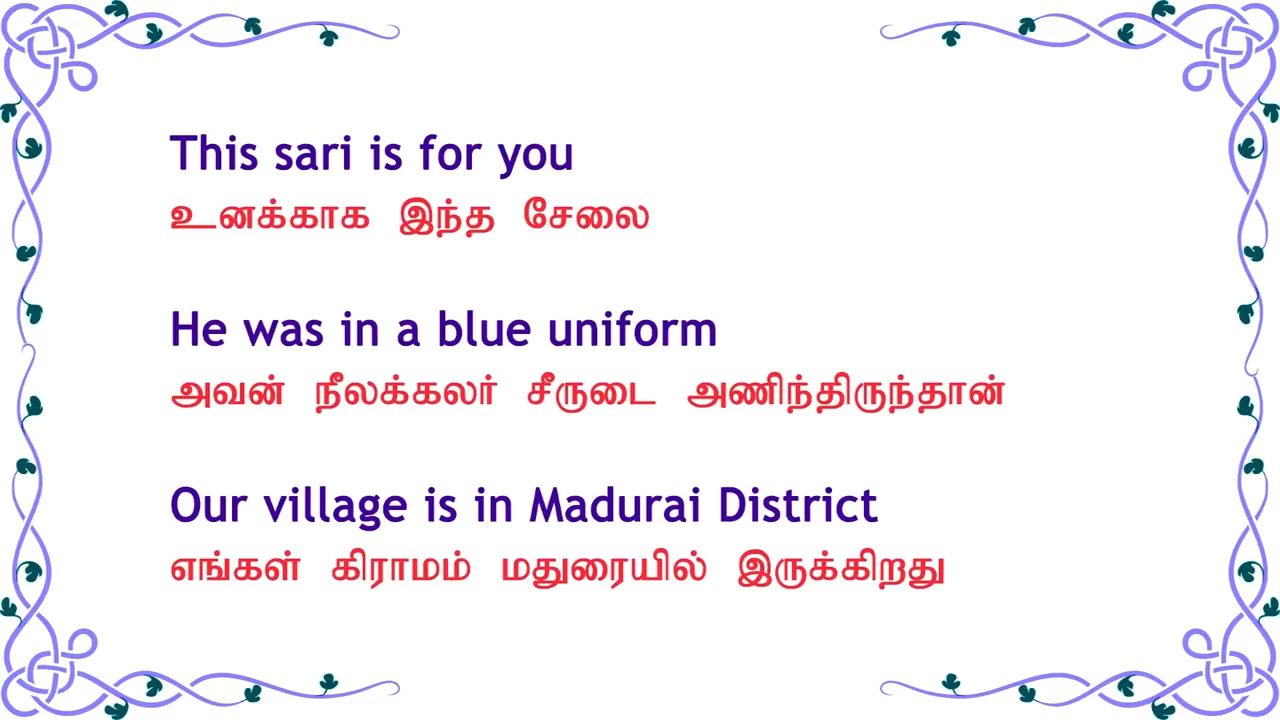 This sari is for you
உனக்காக இந்த சேலை
He was in a blue uniform
அவன் நீலக்கலர் சீருடை அணிந்திருந்தான்
Our village is in Madurai District
எங்கள் கிராமம் மதுரையில் இருக்கிறது